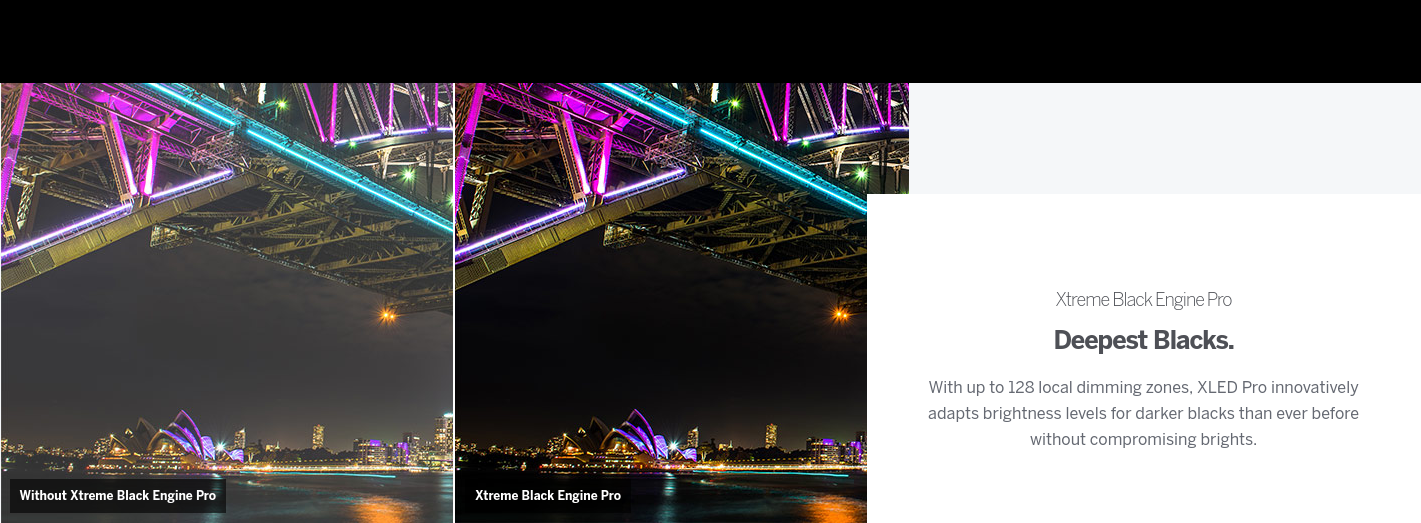 Xtreme Black Engine Pro
Deepest Blacks.
With up to 128 local dimming zones, XLED Pro innovatively
adapts brightness levels for darker blacks than ever before
without compromising brights.
Without Xtreme Black Engine Pro
Xtreme Black Engine Pro